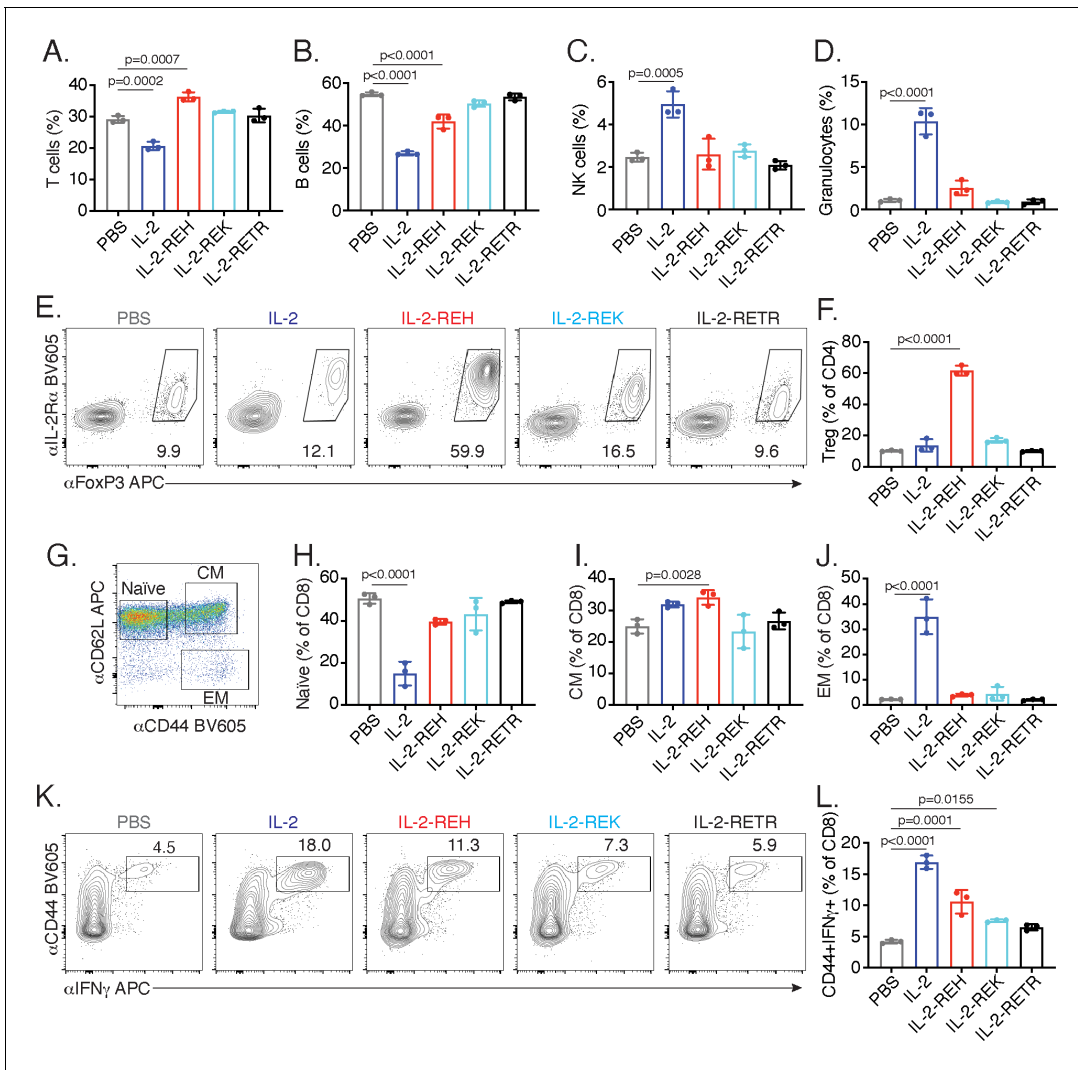 A.
p=0.0007
p=0.0002
T cells (%)
40
30
20
10
0
PBS
IL-2
IL-2-REH
IL-2-REK
IL-2-RETR
B.
p<0.0001
p<0.0001
B cells (%)
60
40
20
0
PBS
IL-2
IL-2-REH
IL-2-REK
IL-2-RETR
C.
p=0.0005
NK cells (%)
6
4
2
0
PBS
IL-2
IL-2-REH
IL-2-REK
IL-2-RETR
D.
p<0.0001
Granulocytes (%)
15
10
5
0
PBS
IL-2
IL-2-REH
IL-2-REK
IL-2-RETR
E.
PBS
IL-2
IL-2-REH
IL-2-REK
IL-2-RETR
αIL-2Rα BV605
9.9
12.1
59.9
16.5
9.6
αFoxP3 APC
F.
p<0.0001
Treg (% of CD4)
80
60
40
20
0
PBS
IL-2
IL-2-REH
IL-2-REK
IL-2-RETR
G.
Naïve
CM
EM
αCD62L APC
αCD44 BV605
H.
p<0.0001
Naïve (% of CD8)
60
40
20
0
PBS
IL-2
IL-2-REH
IL-2-REK
IL-2-RETR
I.
p=0.0028
CM (% of CD8)
40
30
20
10
0
PBS
IL-2
IL-2-REH
IL-2-REK
IL-2-RETR
J.
p<0.0001
EM (% of CD8)
50
40
30
20
10
0
PBS
IL-2
IL-2-REH
IL-2-REK
IL-2-RETR
K.
PBS
IL-2
IL-2-REH
IL-2-REK
IL-2-RETR
αCD44 BV605
4.5
18.0
11.3
7.3
5.9
αIFNγ APC
L.
p=0.0155
p=0.0001
p<0.0001
CD44+IFNγ+ (% of CD8)
20
15
10
5
0
PBS
IL-2
IL-2-REH
IL-2-REK
IL-2-RETR